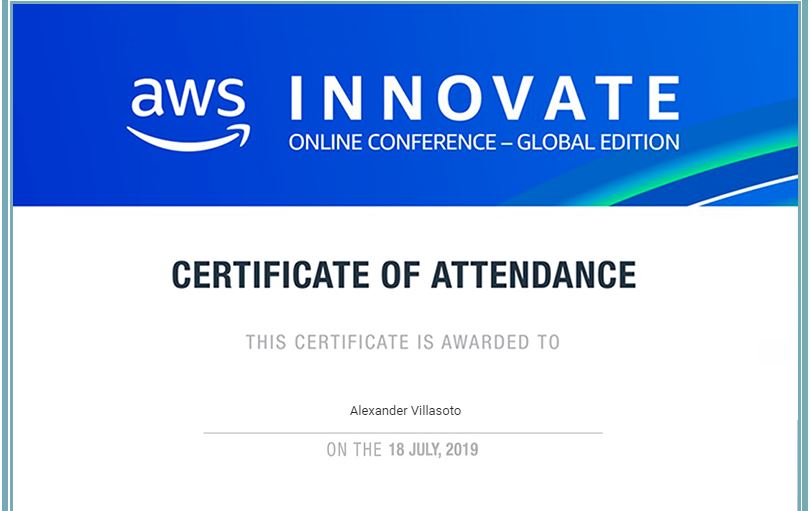 aws INNOVATE
ONLINE CONFERENCE – GLOBAL EDITION
CERTIFICATE OF ATTENDANCE
THIS CERTIFICATE IS AWARDED TO
Alexander Villasoto
ON THE 18 JULY, 2019